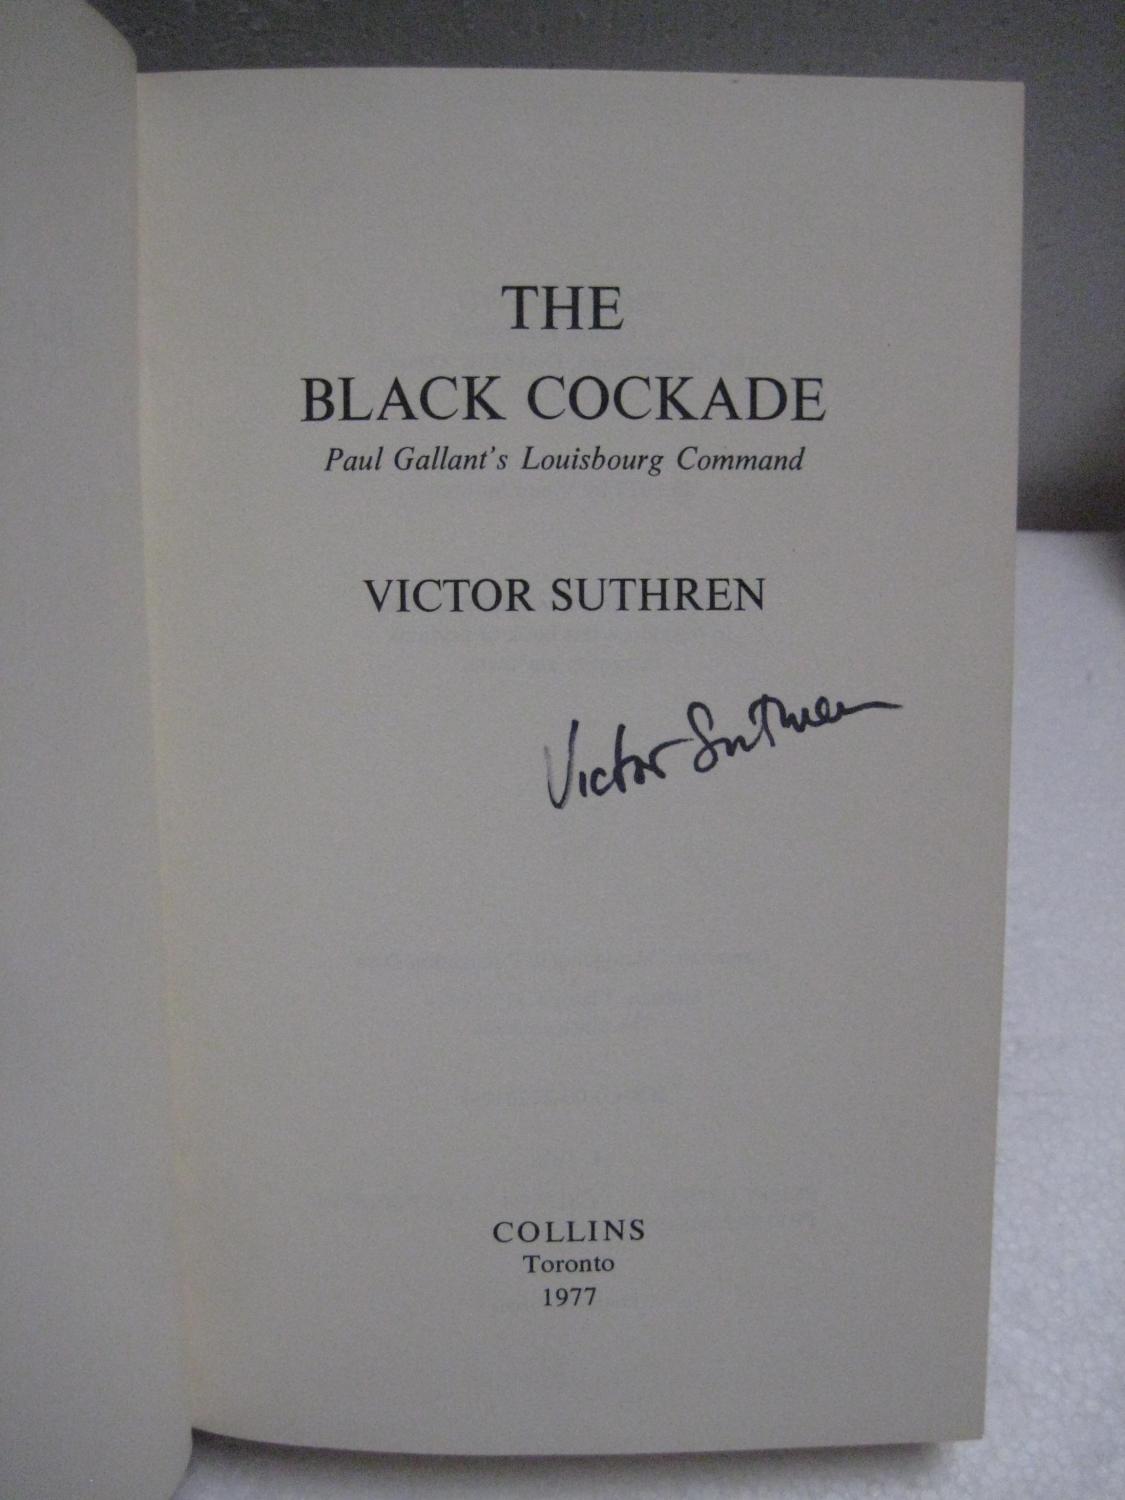 THE
BLACK COCKADE
Paul Gallant's Louisbourg Command
VICTOR SUTHREN
Victor Suthren
COLLINS
Toronto
1977